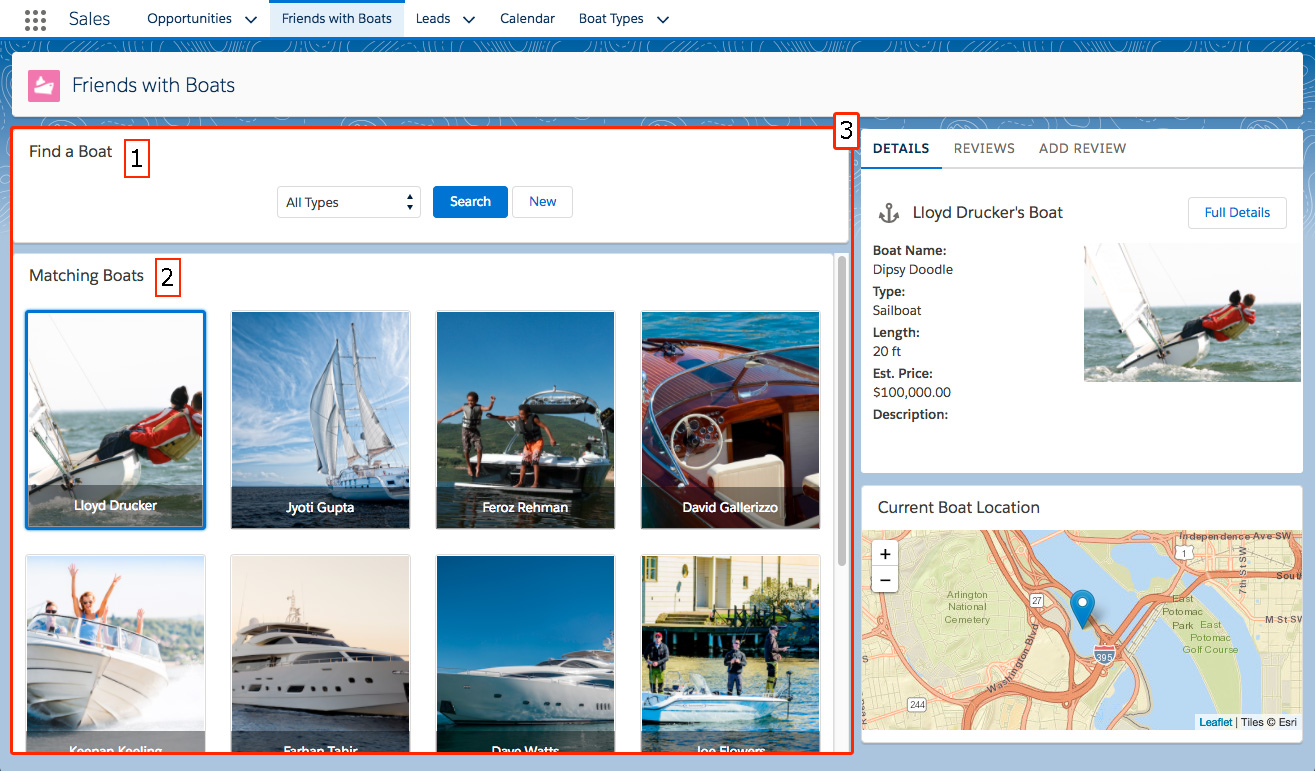 Sales
Opportunities
Friends with Boats
Leads
Calendar
Boat Types
Friends with Boats
3
Find a Boat
1
All Types
Search
New
Matching Boats
2
Lloyd Drucker
Jyoti Gupta
Feroz Rehman
David Gallerizzo
Keenan Keeling
Farhan Tahir
Dave Watts
Joe Flowers
DETAILS
REVIEWS
ADD REVIEW
Lloyd Drucker's Boat
Full Details
Boat Name:
Dipsy Doodle
Type:
Sailboat
Length:
20 ft
Est. Price:
$100,000.00
Description:
Current Boat Location
+
−
Independence Ave SW
1
7th St SW
South
Arlington
National
Cemetery
27
East
Potomac
Park
East
Potomac
Golf Course
M St SW
Washington Blvd
395
244
Leaflet | Tiles © Esri